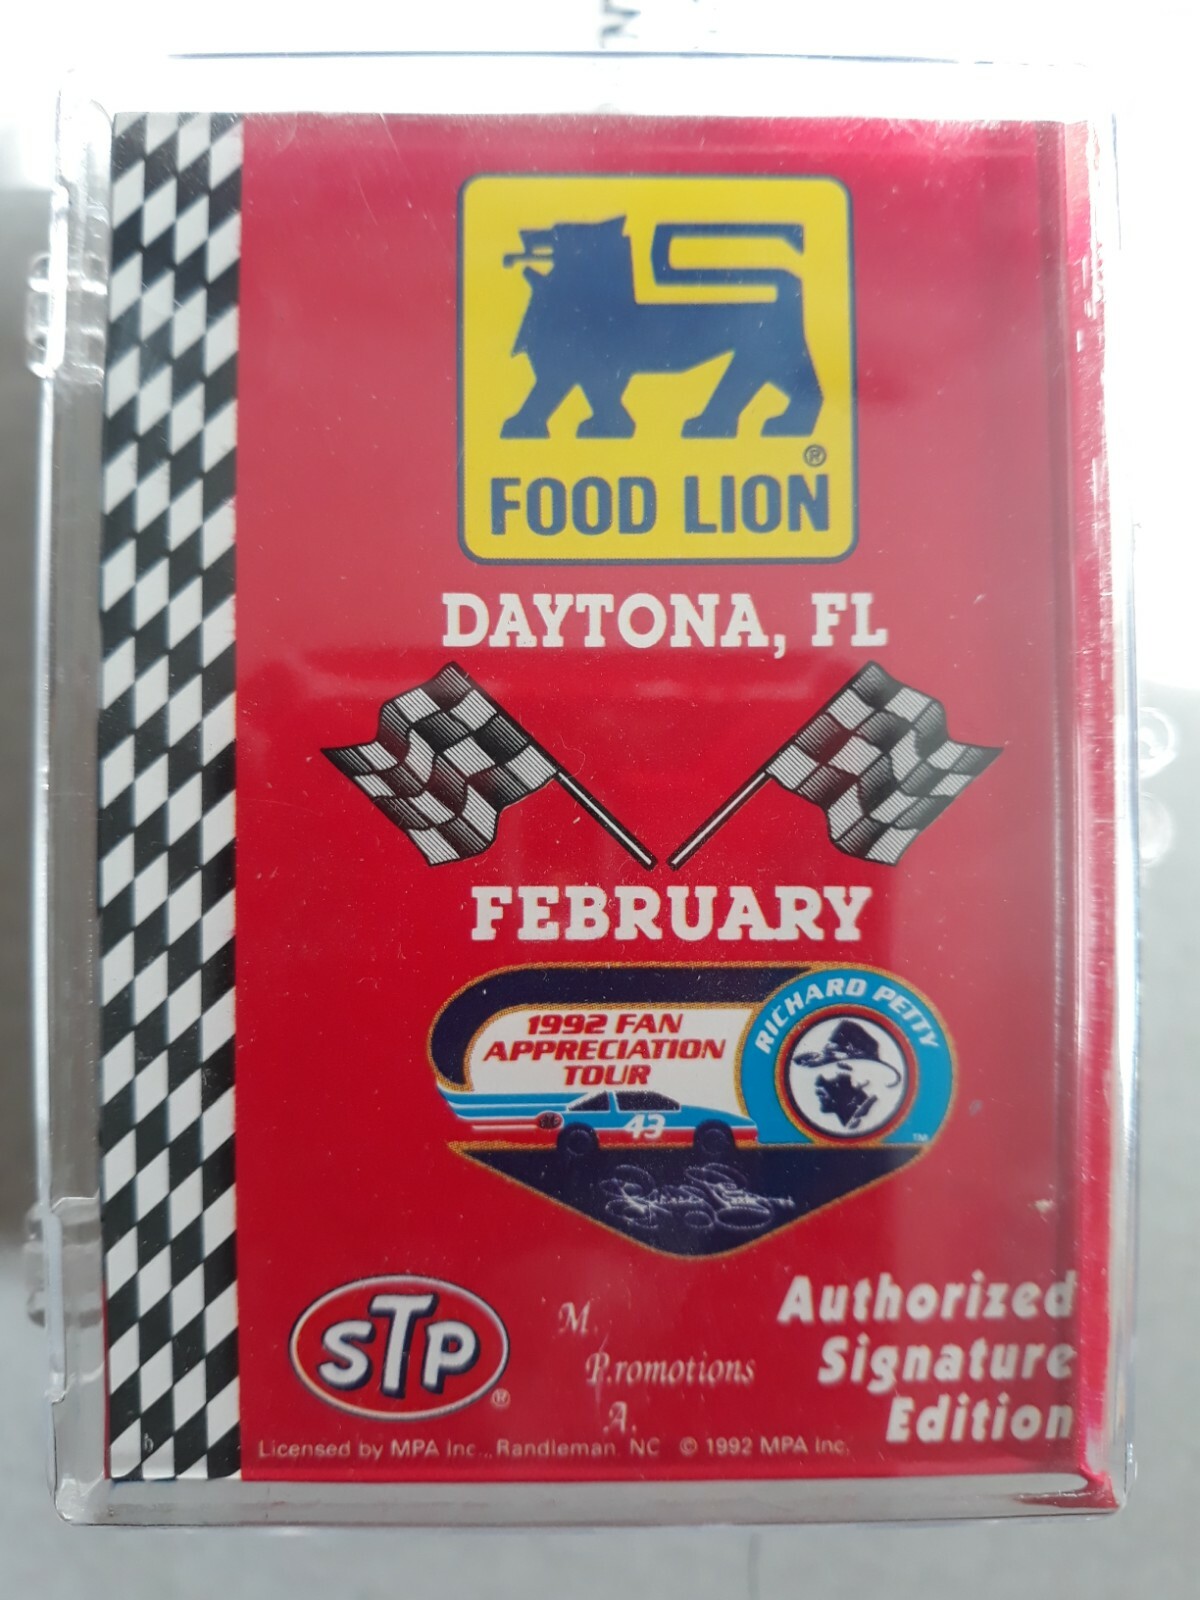 FOOD LION
®
DAYTONA, FL
FEBRUARY
1992 FAN
APPRECIATION
TOUR
RICHARD PETTY
43
TM
STP
®
M.
P.romotions
A.
Authorized
Signature
Edition
Licensed by MPA Inc., Randleman NC © 1992 MPA Inc.